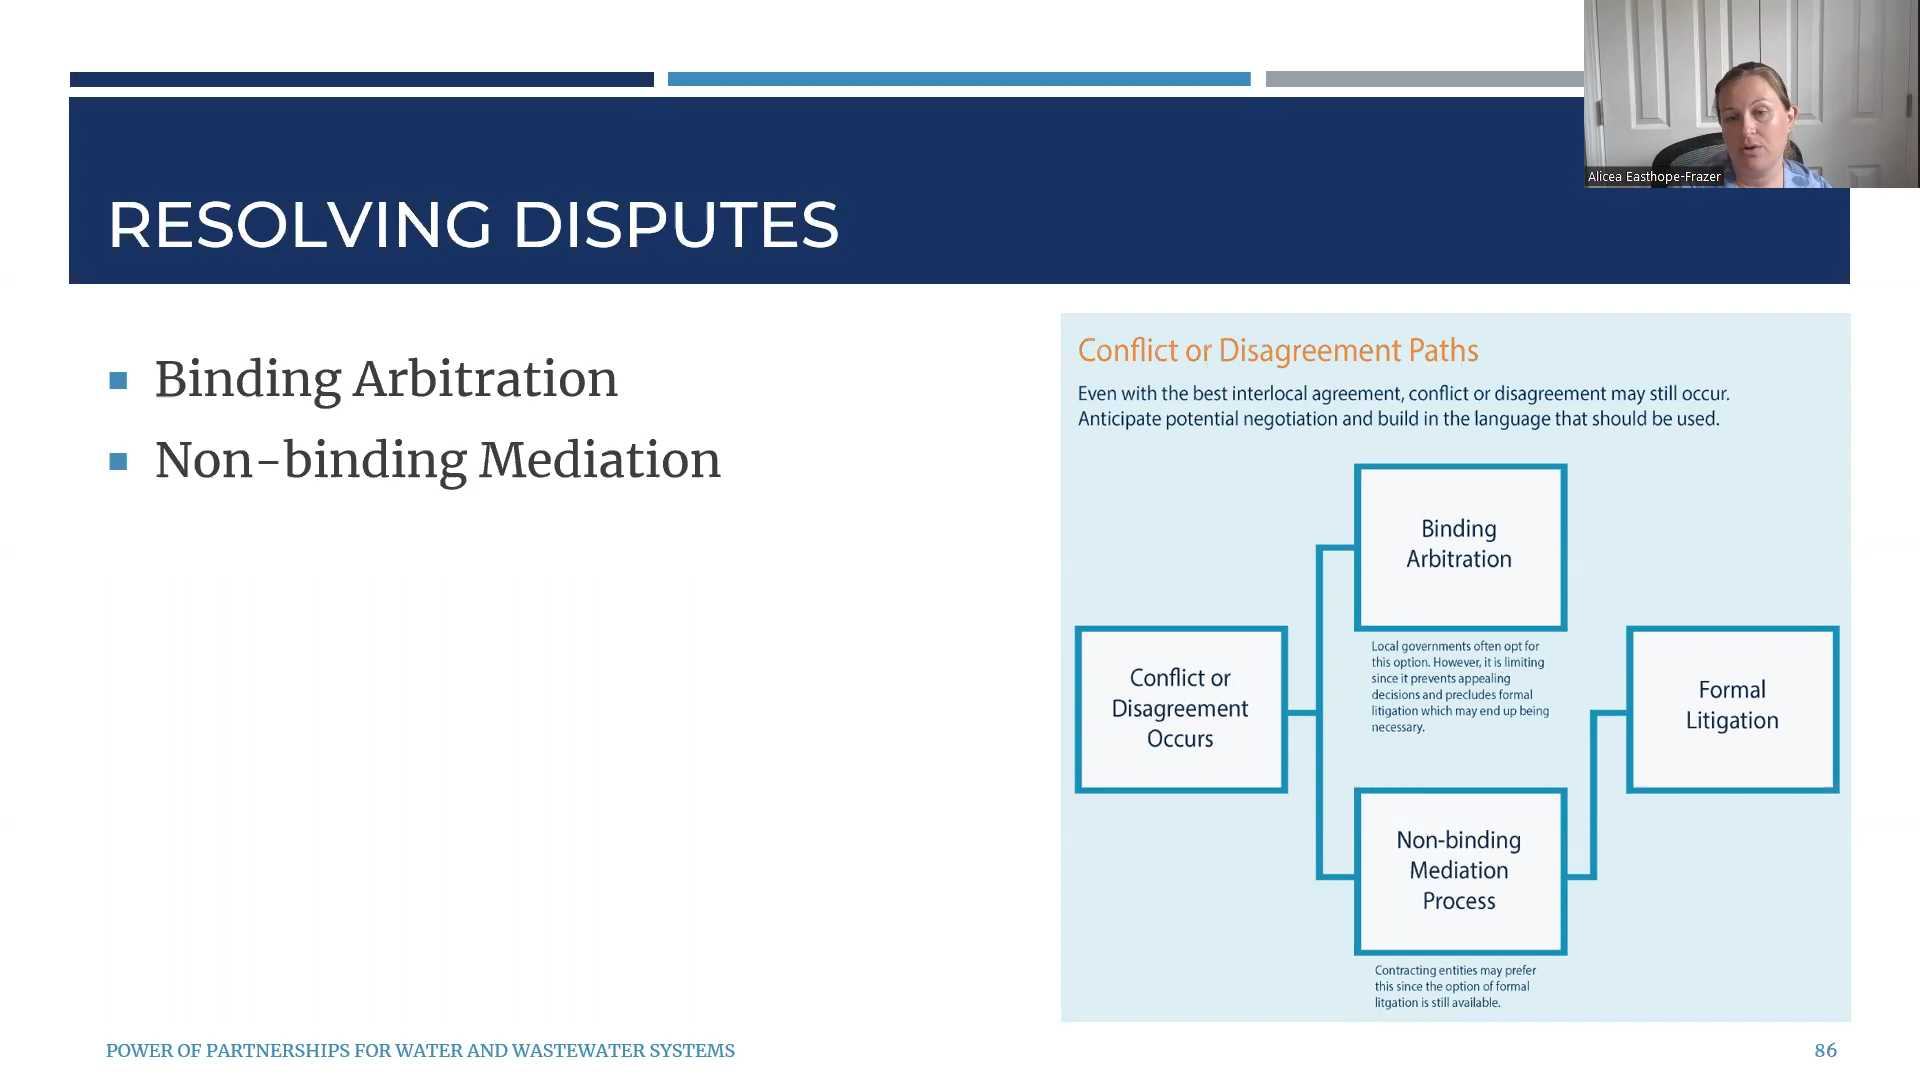 Alicea Easthope-Frazer
RESOLVING DISPUTES
Binding Arbitration
Non-binding Mediation
Conflict or Disagreement Paths
Even with the best interlocal agreement, conflict or disagreement may still occur.
Anticipate potential negotiation and build in the language that should be used.
Binding
Arbitration
Local governments often opt for
this option. However, it is limiting
since it prevents appealing
decisions and precludes formal
litigation which may end up being
necessary.
Conflict or
Disagreement
Occurs
Formal
Litigation
Non-binding
Mediation
Process
Contracting entities may prefer
this since the option of formal
litgation is still available.
POWER OF PARTNERSHIPS FOR WATER AND WASTEWATER SYSTEMS
86